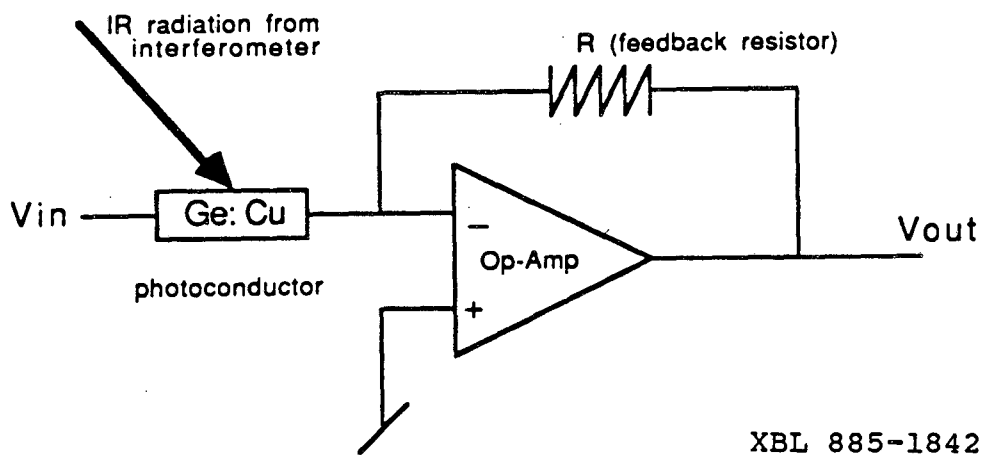 IR radiation from
interferometer
R (feedback resistor)
Vin
Ge: Cu
−
Op-Amp
+
Vout
photoconductor
XBL 885-1842